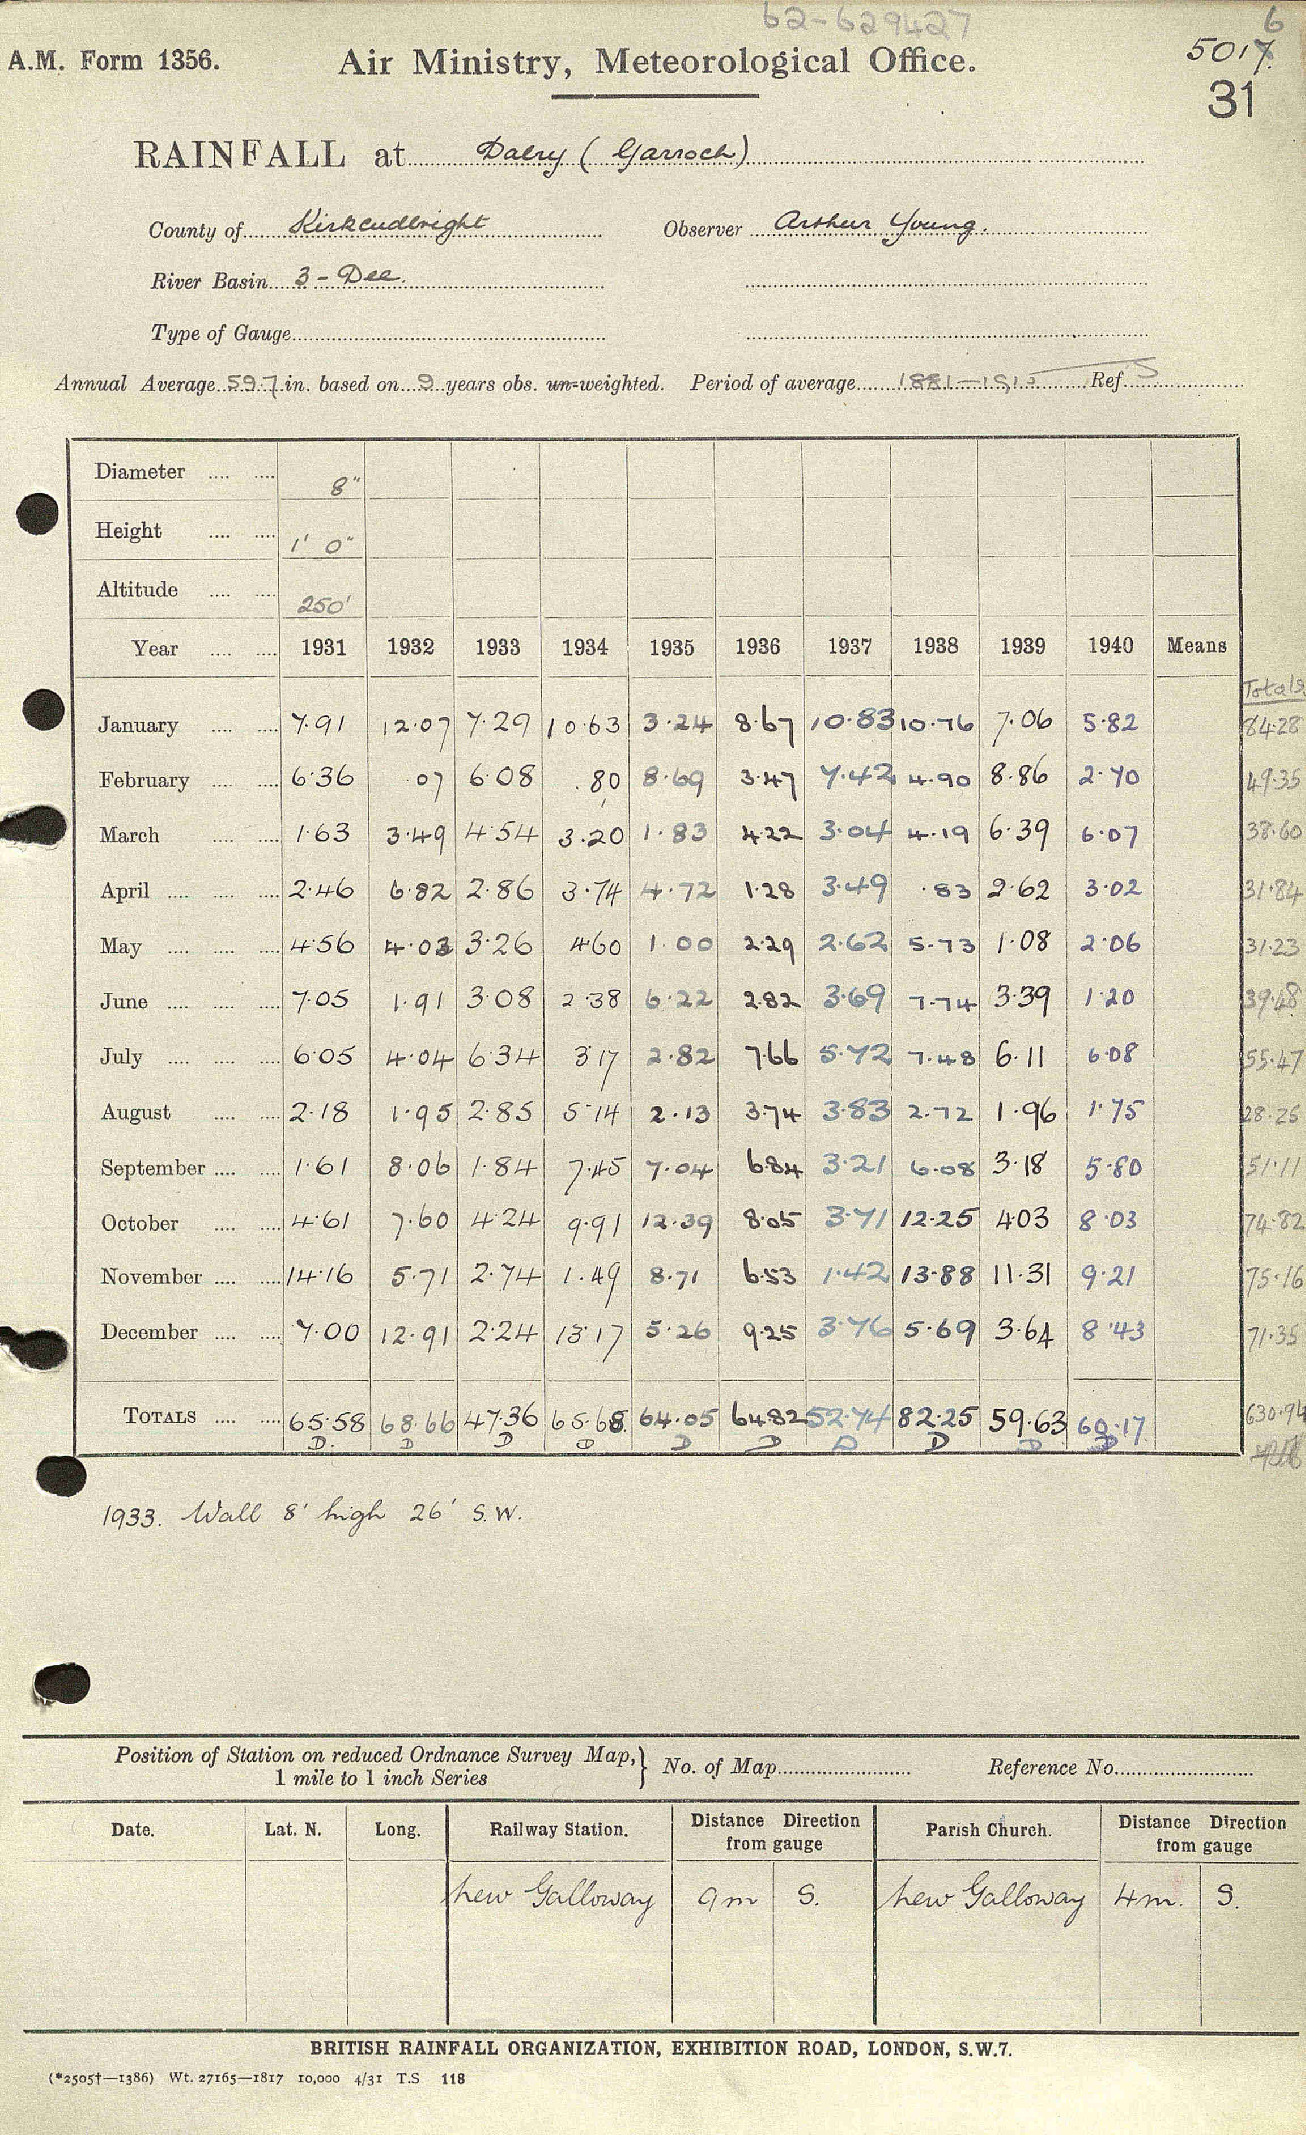 62-629427
6
A.M. Form 1356. Air Ministry, Meteorological Office. 5017.
31
RAINFALL at Dalry (Garroch)
County of Kirkcudbright Observer Arthur Young.
River Basin 3 - Dee.
Type of Gauge
Annual Average 59.7 in. based on 9 years obs. un-weighted. Period of average 1881-1915 Ref. S
Diameter 8"
Height 1' 0"
Altitude 250'
Year 1931 1932 1933 1934 1935 1936 1937 1938 1939 1940 Means
Totals
January 7.91 12.07 7.29 10.63 3.24 8.67 10.83 10.76 7.06 5.82 84.28
February 6.36 .07 6.08 .80 8.69 3.47 7.42 4.90 8.86 2.70 49.35
March 1.63 3.49 4.54 3.20 1.83 4.22 3.04 4.19 6.39 6.07 38.60
April 2.46 6.82 2.86 3.74 4.72 1.28 3.49 .83 2.62 3.02 31.84
May 4.56 4.03 3.26 4.60 1.00 2.29 2.62 5.73 1.08 2.06 31.23
June 7.05 1.91 3.08 2.38 6.22 2.82 3.69 7.74 3.39 1.20 39.48
July 6.05 4.04 6.34 3.17 2.82 7.66 5.72 7.48 6.11 6.08 55.47
August 2.18 1.95 2.85 5.14 2.13 3.74 3.83 2.72 1.96 1.75 28.25
September 1.61 8.06 1.84 7.45 7.04 6.84 3.21 6.08 3.18 5.80 51.11
October 4.61 7.60 4.24 9.91 12.39 8.05 3.71 12.25 4.03 8.03 74.82
November 14.16 5.71 2.74 1.49 8.71 6.53 1.42 13.88 11.31 9.21 75.16
December 7.00 12.91 2.24 13.17 5.26 9.25 3.76 5.69 3.64 8.43 71.35
TOTALS 65.58 68.66 47.36 65.68 64.05 64.82 52.74 82.25 59.63 60.17 630.94
D. D D D D D D D D D
1933. Wall 8' high 26' S.W.
Position of Station on reduced Ordnance Survey Map,} No. of Map Reference No.
1 mile to 1 inch Series
Date. Lat. N. Long. Railway Station. Distance Direction from gauge Parish Church. Distance Direction from gauge
New Galloway 9m S. New Galloway 4m. S.
BRITISH RAINFALL ORGANIZATION, EXHIBITION ROAD, LONDON, S.W.7.
(*2505†—1386) Wt. 27165—1817 10,000 4/31 T.S 118